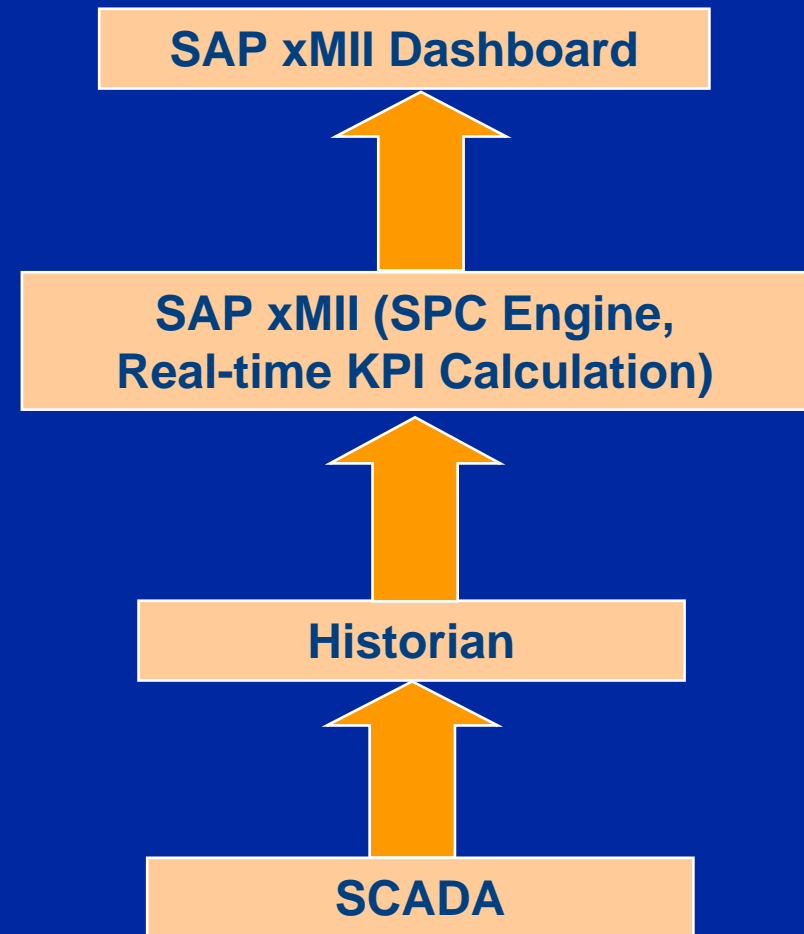 SAP xMII Dashboard
SAP xMII (SPC Engine,
Real-time KPI Calculation)
Historian
SCADA